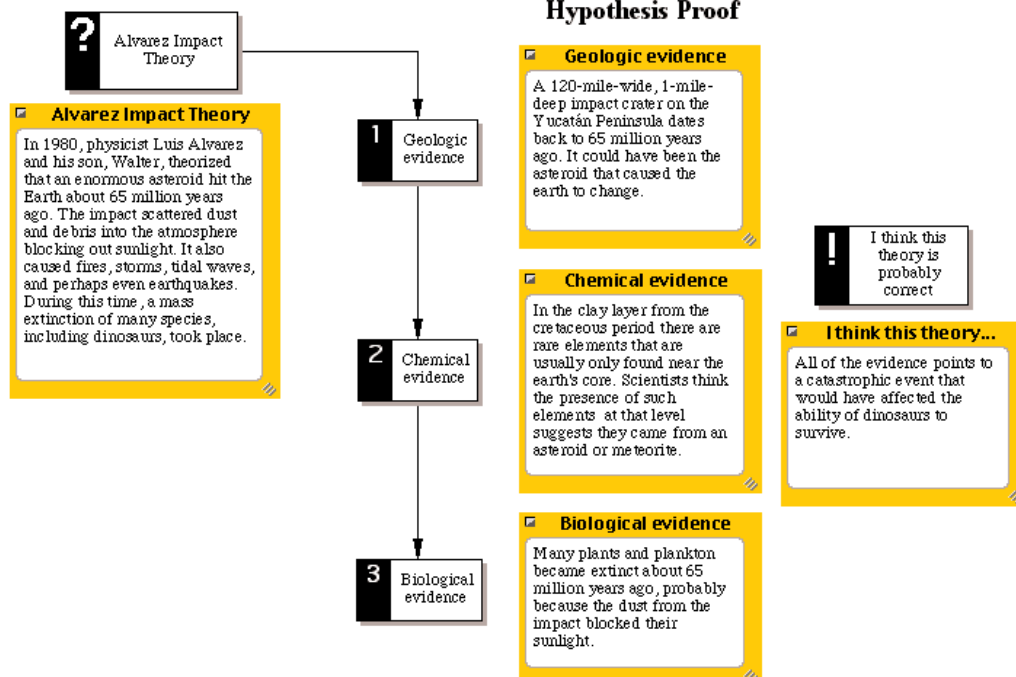 Hypothesis Proof
?
Alvarez Impact
Theory
Alvarez Impact Theory
In 1980, physicist Luis Alvarez
and his son, Walter, theorized
that an enormous asteroid hit the
Earth about 65 million years
ago. The impact scattered dust
and debris into the atmosphere
blocking out sunlight. It also
caused fires, storms, tidal waves,
and perhaps even earthquakes.
During this time, a mass
extinction of many species,
including dinosaurs, took place.
1
Geologic
evidence
Geologic evidence
A 120-mile-wide, 1-mile-
deep impact crater on the
Yucatán Peninsula dates
back to 65 million years
ago. It could have been the
asteroid that caused the
earth to change.
2
Chemical
evidence
Chemical evidence
In the clay layer from the
cretaceous period there are
rare elements that are
usually only found near the
earth's core. Scientists think
the presence of such
elements at that level
suggests they came from an
asteroid or meteorite.
3
Biological
evidence
Biological evidence
Many plants and plankton
became extinct about 65
million years ago, probably
because the dust from the
impact blocked their
sunlight.
!
I think this
theory is
probably
correct
I think this theory...
All of the evidence points to
a catastrophic event that
would have affected the
ability of dinosaurs to
survive.